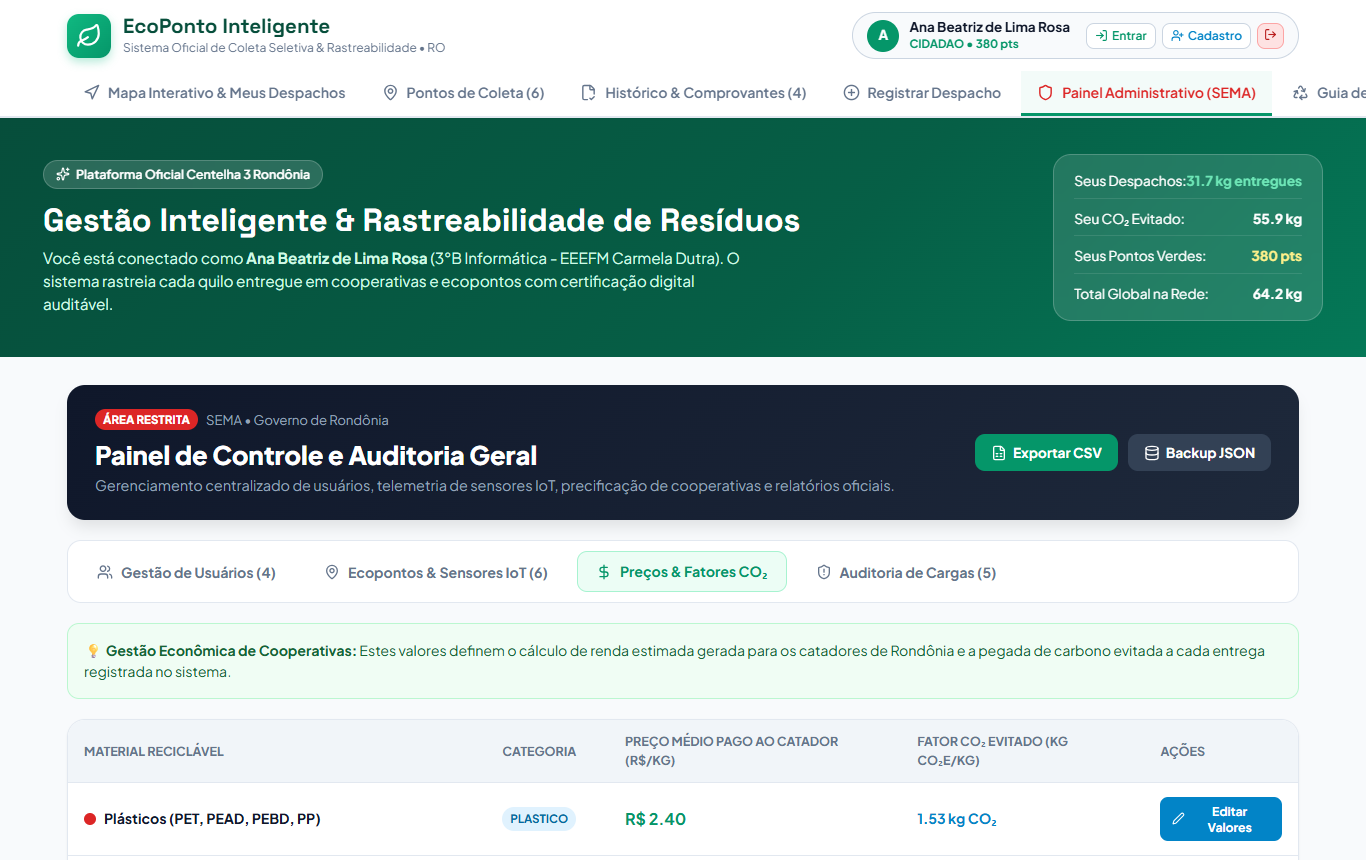 EcoPonto Inteligente
Sistema Oficial de Coleta Seletiva & Rastreabilidade • RO
A
Ana Beatriz de Lima Rosa
CIDADAO • 380 pts
Entrar
Cadastro
Mapa Interativo & Meus Despachos
Pontos de Coleta (6)
Histórico & Comprovantes (4)
Registrar Despacho
Painel Administrativo (SEMA)
Guia de
Plataforma Oficial Centelha 3 Rondônia
Gestão Inteligente & Rastreabilidade de Resíduos
Você está conectado como Ana Beatriz de Lima Rosa (3°B Informática - EEEFM Carmela Dutra). O
sistema rastreia cada quilo entregue em cooperativas e ecopontos com certificação digital
auditável.
Seus Despachos:31.7 kg entregues
Seu CO₂ Evitado: 55.9 kg
Seus Pontos Verdes: 380 pts
Total Global na Rede: 64.2 kg
ÁREA RESTRITA SEMA • Governo de Rondônia
Painel de Controle e Auditoria Geral
Gerenciamento centralizado de usuários, telemetria de sensores IoT, precificação de cooperativas e relatórios oficiais.
Exportar CSV
Backup JSON
Gestão de Usuários (4)
Ecopontos & Sensores IoT (6)
Preços & Fatores CO₂
Auditoria de Cargas (5)
💡 Gestão Econômica de Cooperativas: Estes valores definem o cálculo de renda estimada gerada para os catadores de Rondônia e a pegada de carbono evitada a cada entrega
registrada no sistema.
MATERIAL RECICLÁVEL
CATEGORIA
PREÇO MÉDIO PAGO AO CATADOR
(R$/KG)
FATOR CO₂ EVITADO (KG
CO₂E/KG)
AÇÕES
Plásticos (PET, PEAD, PEBD, PP)
PLASTICO
R$ 2.40
1.53 kg CO₂
Editar
Valores